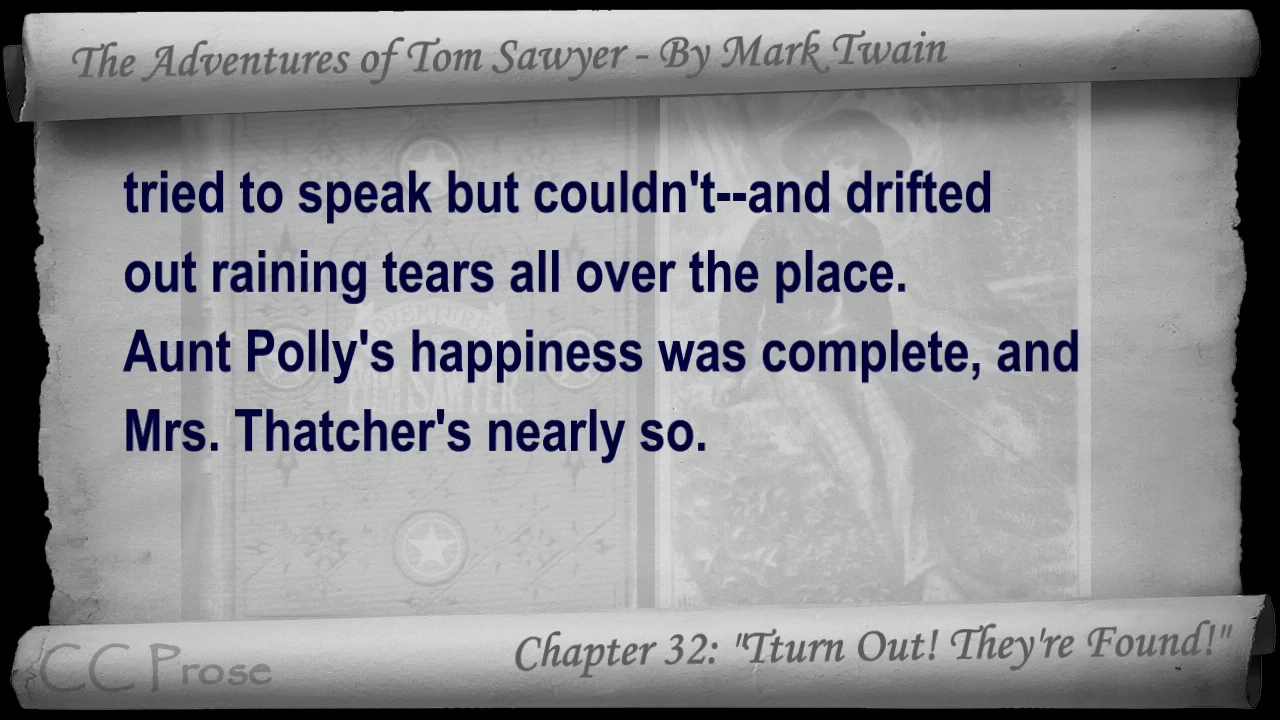 The Adventures of Tom Sawyer - By Mark Twain
tried to speak but couldn't--and drifted
out raining tears all over the place.
Aunt Polly's happiness was complete, and
Mrs. Thatcher's nearly so.
CC Prose
Chapter 32: "Tturn Out! They're Found!"